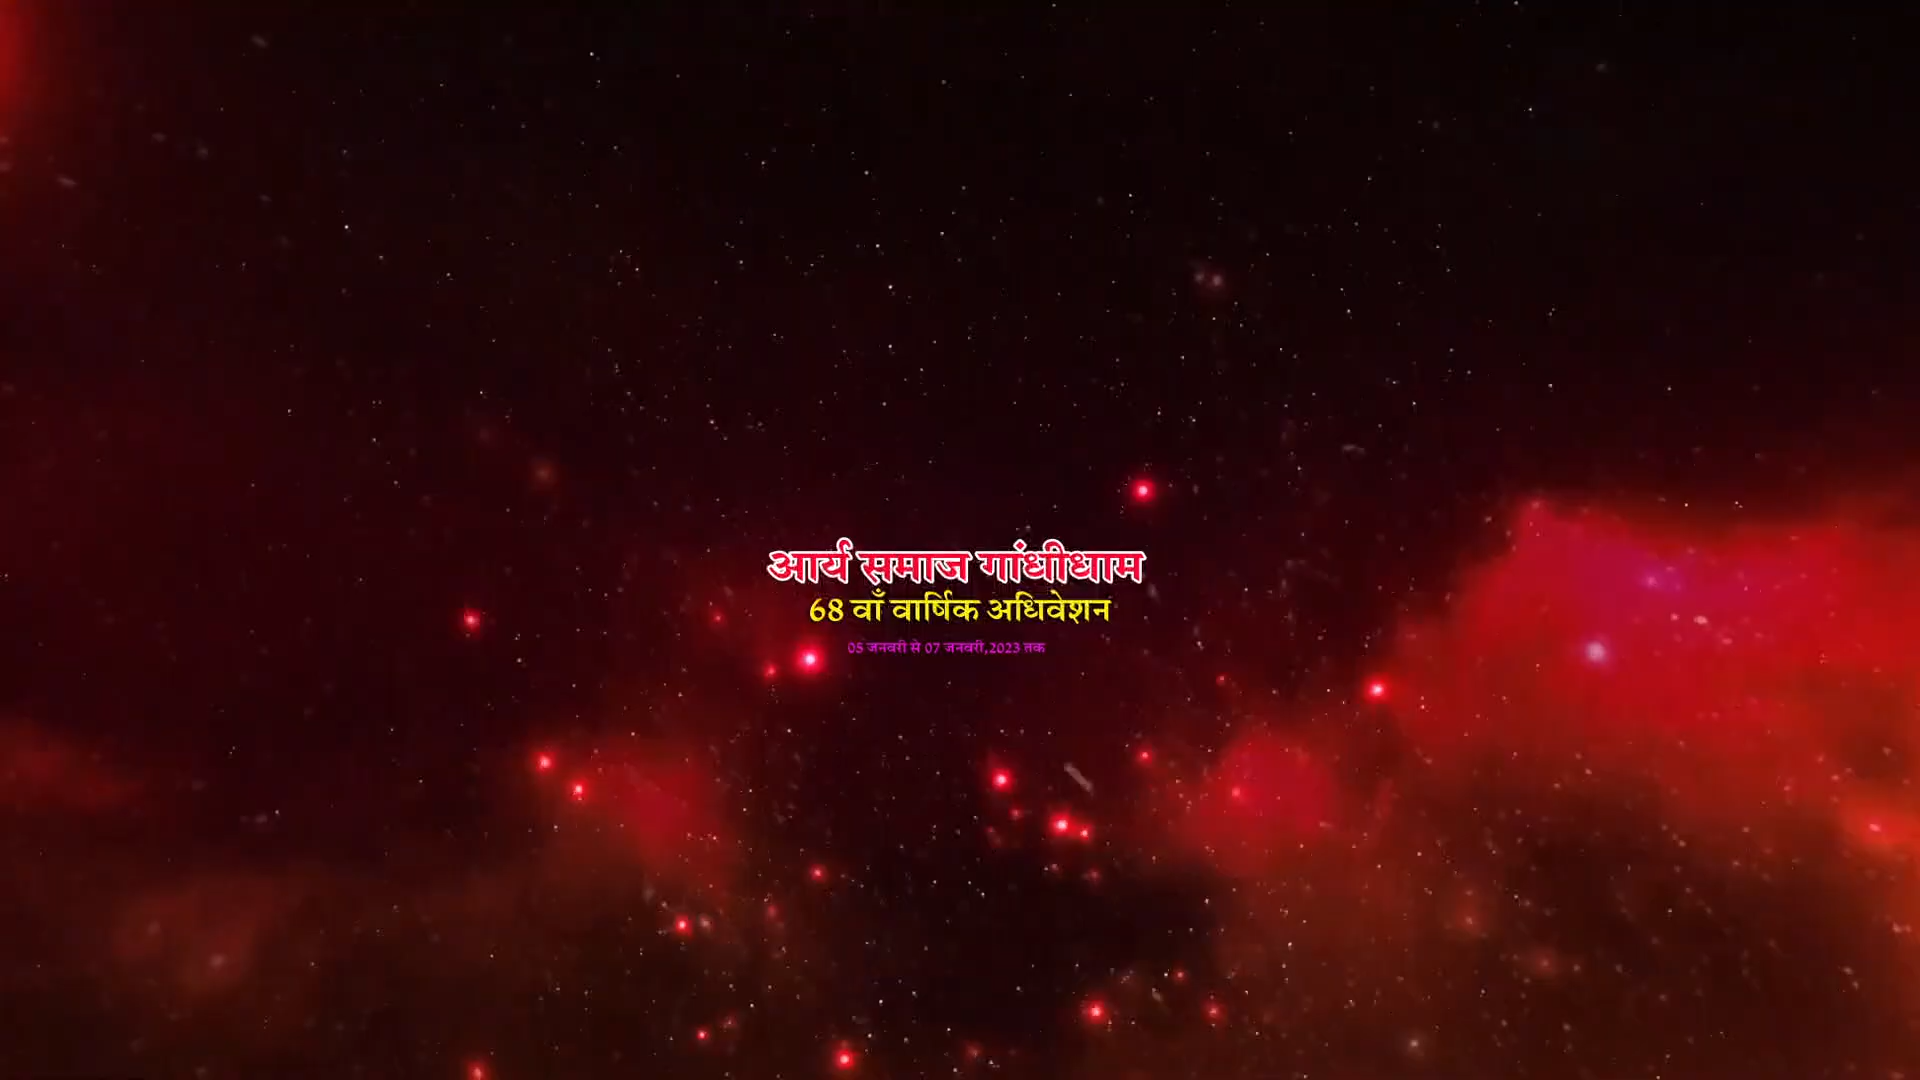 आर्य समाज गांधीधाम
68 वाँ वार्षिक अधिवेशन
05 जनवरी से 07 जनवरी,2023 तक